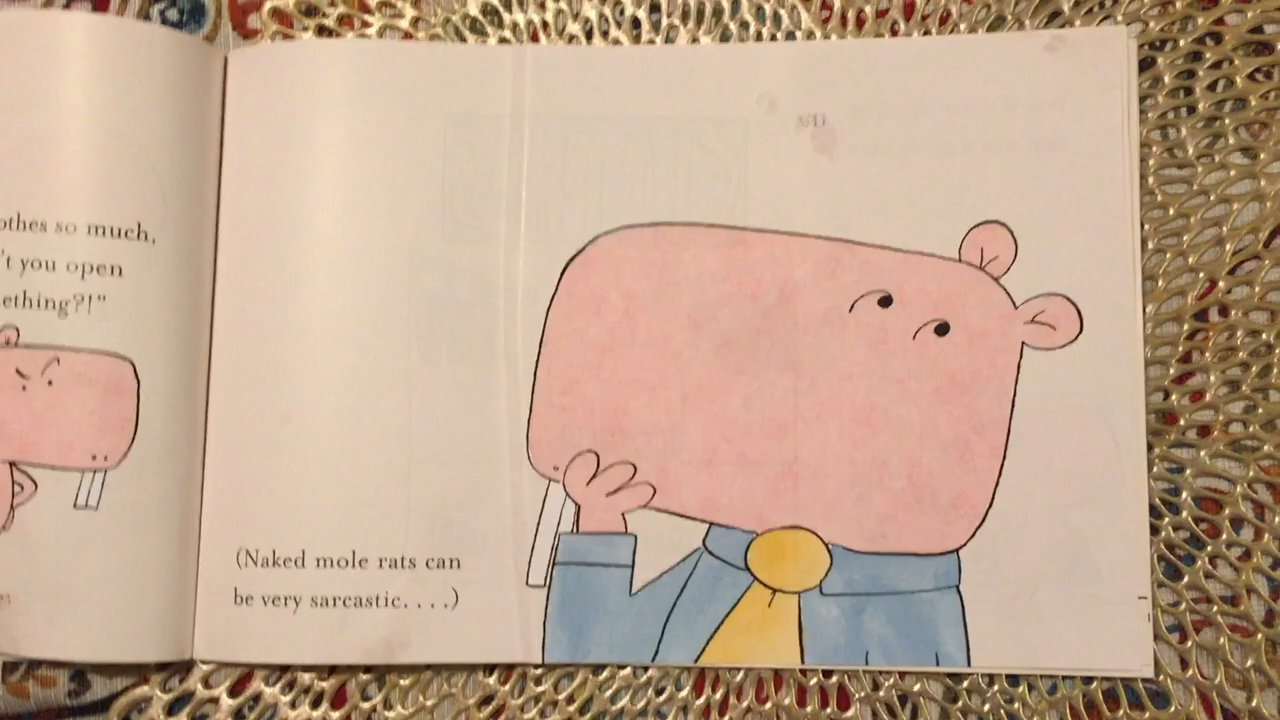 othes so much,
't you open
ething?!"
(Naked mole rats can
be very sarcastic. . . .)